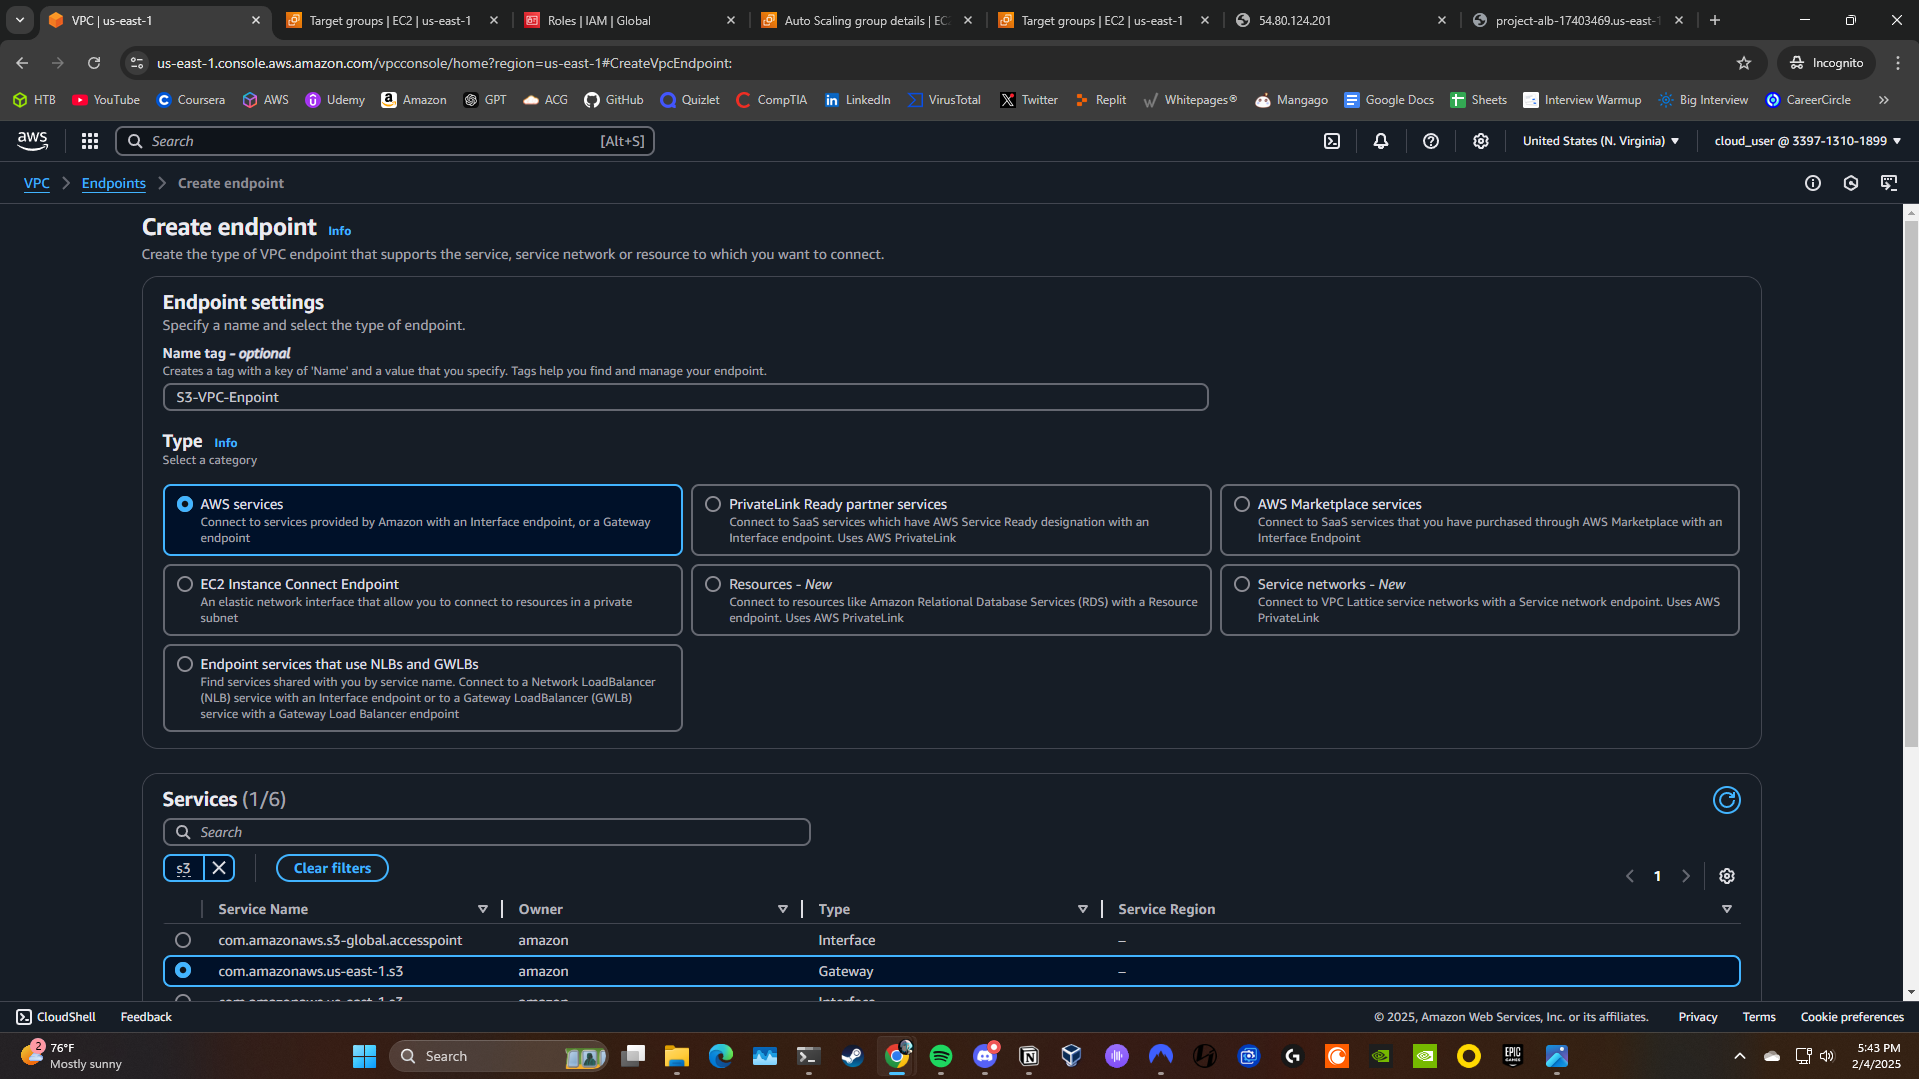 VPC | us-east-1
Target groups | EC2 | us-east-1
Roles | IAM | Global
Auto Scaling group details | EC
Target groups | EC2 | us-east-1
54.80.124.201
project-alb-17403469.us-east-1
us-east-1.console.aws.amazon.com/vpcconsole/home?region=us-east-1#CreateVpcEndpoint:
Incognito
HTB
YouTube
Coursera
AWS
Udemy
Amazon
GPT
ACG
GitHub
Quizlet
CompTIA
LinkedIn
VirusTotal
Twitter
Replit
Whitepages®
Mangago
Google Docs
Sheets
Interview Warmup
Big Interview
CareerCircle
aws
Search
[Alt+S]
United States (N. Virginia)
cloud_user @ 3397-1310-1899
VPC
Endpoints
Create endpoint
Create endpoint Info
Create the type of VPC endpoint that supports the service, service network or resource to which you want to connect.
Endpoint settings
Specify a name and select the type of endpoint.
Name tag - optional
Creates a tag with a key of 'Name' and a value that you specify. Tags help you find and manage your endpoint.
S3-VPC-Enpoint
Type Info
Select a category
AWS services
Connect to services provided by Amazon with an Interface endpoint, or a Gateway
endpoint
PrivateLink Ready partner services
Connect to SaaS services which have AWS Service Ready designation with an
Interface endpoint. Uses AWS PrivateLink
AWS Marketplace services
Connect to SaaS services that you have purchased through AWS Marketplace with an
Interface Endpoint
EC2 Instance Connect Endpoint
An elastic network interface that allow you to connect to resources in a private
subnet
Resources - New
Connect to resources like Amazon Relational Database Services (RDS) with a Resource
endpoint. Uses AWS PrivateLink
Service networks - New
Connect to VPC Lattice service networks with a Service network endpoint. Uses AWS
PrivateLink
Endpoint services that use NLBs and GWLBs
Find services shared with you by service name. Connect to a Network LoadBalancer
(NLB) service with an Interface endpoint or to a Gateway LoadBalancer (GWLB)
service with a Gateway Load Balancer endpoint
Services (1/6)
Search
s3
Clear filters
1
Service Name
Owner
Type
Service Region
com.amazonaws.s3-global.accesspoint
amazon
Interface
–
com.amazonaws.us-east-1.s3
amazon
Gateway
–
com.amazonaws.us-east-1.s3
amazon
Interface
CloudShell
Feedback
© 2025, Amazon Web Services, Inc. or its affiliates.
Privacy
Terms
Cookie preferences
2
76°F
Mostly sunny
Search
EPIC
GAMES
5:43 PM
2/4/2025